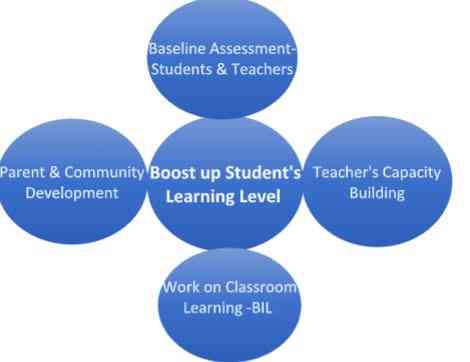 Baseline Assessment-
Students & Teachers
Parent & Community
Development
Boost up Student's
Learning Level
Teacher's Capacity
Building
Work on Classroom
Learning -BIL